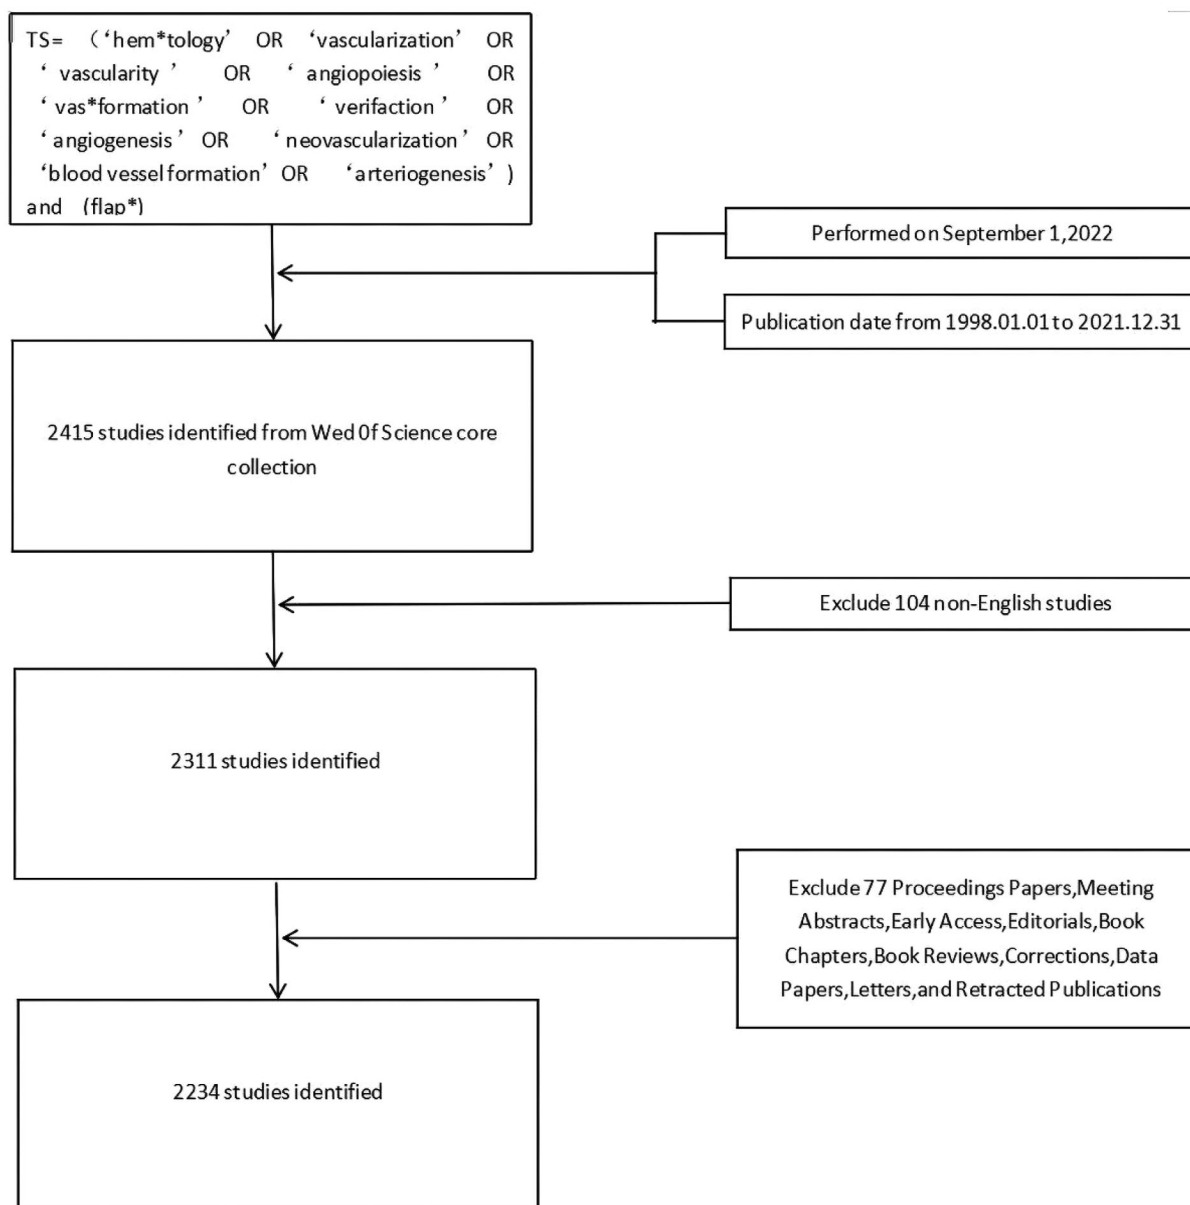 TS= （‘hem*tology’ OR ‘vascularization’ OR
‘vascularity’ OR ‘angiopoiesis’ OR
‘vas*formation’ OR ‘verifaction’ OR
‘angiogenesis’ OR ‘neovascularization’ OR
‘blood vessel formation’ OR ‘arteriogenesis’)
and (flap*)
Performed on September 1,2022
Publication date from 1998.01.01 to 2021.12.31
2415 studies identified from Wed 0f Science core
collection
Exclude 104 non-English studies
2311 studies identified
Exclude 77 Proceedings Papers,Meeting
Abstracts,Early Access,Editorials,Book
Chapters,Book Reviews,Corrections,Data
Papers,Letters,and Retracted Publications
2234 studies identified